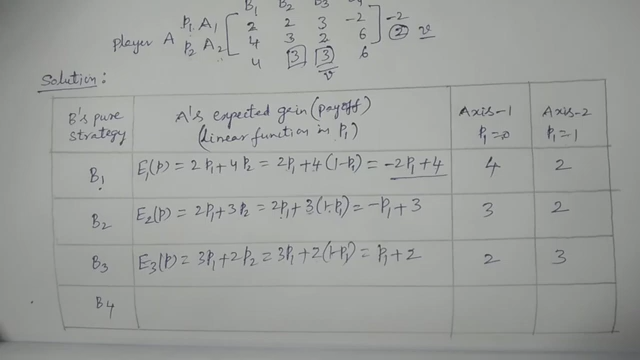 B₁ B₂ B₃
P₁ A₁ 2 2 3 -2 -2
Player A P₂ A₂ 4 3 2 6 2 v
4 3 3 6
v
Solution:
B's pure strategy
A's expected gain (payoff)
(linear function in P₁)
Axis-1
P₁=0
Axis-2
P₁=1
B₁ E₁(p) = 2P₁+4P₂ = 2P₁+4(1-P₁) = -2P₁+4 4 2
B₂ E₂(p) = 2P₁+3P₂ = 2P₁+3(1-P₁) = -P₁+3 3 2
B₃ E₃(p) = 3P₁+2P₂ = 3P₁+2(1-P₁) = P₁+2 2 3
B₄